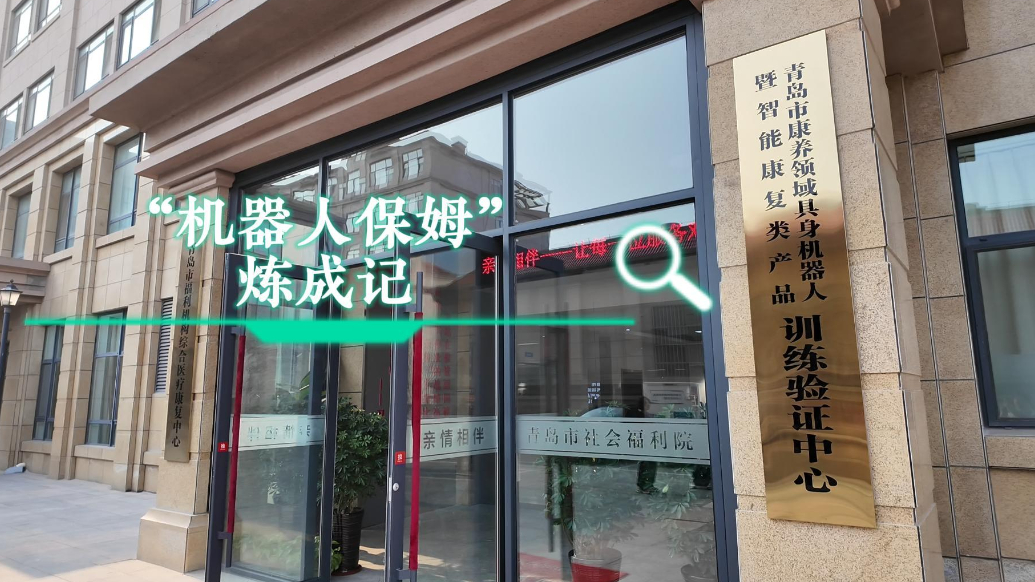 “机器人保姆”
炼成记
青岛市康养领域具身机器人
暨智能康复类产品
训练验证中心
青岛市福利机构综合医疗康复中心
亲情相伴
青岛市社会福利院